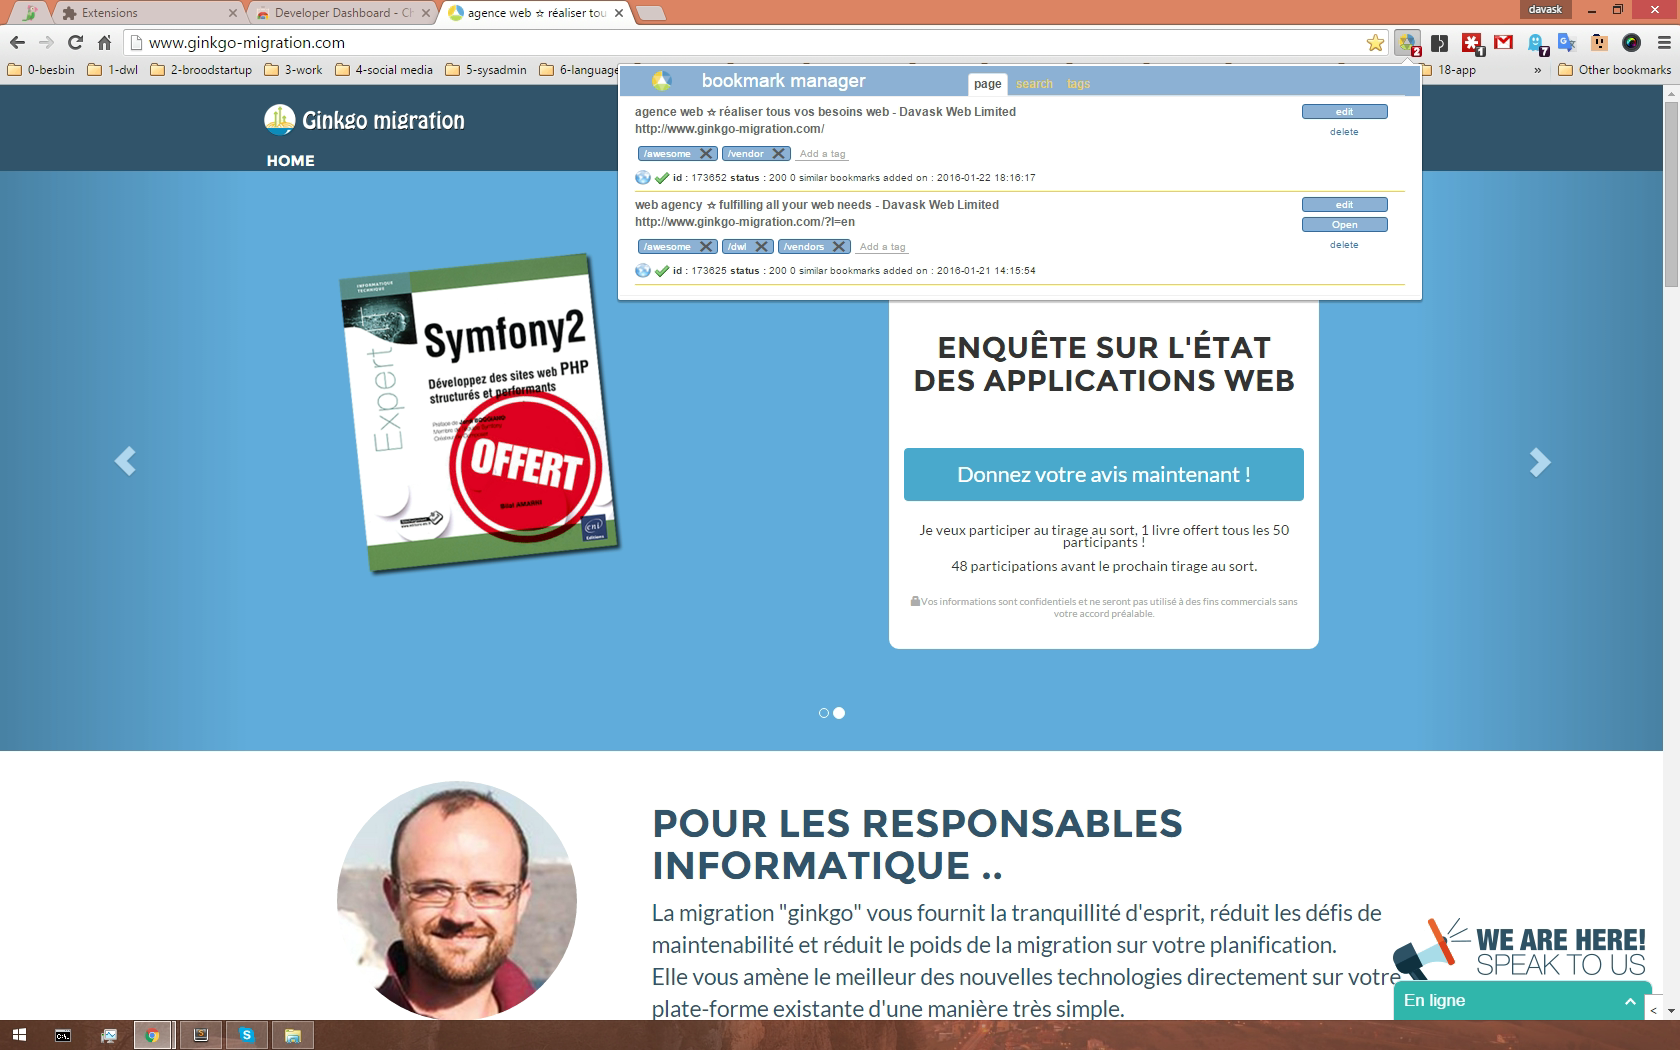 Extensions
Developer Dashboard - Ch
agence web ☆ réaliser tou
davask
www.ginkgo-migration.com
2
1
7
0-besbin
1-dwl
2-broodstartup
3-work
4-social media
5-sysadmin
6-language
18-app
»
Other bookmarks
bookmark manager
page
search
tags
agence web ☆ réaliser tous vos besoins web - Davask Web Limited
edit
http://www.ginkgo-migration.com/
delete
/awesome
/vendor
Add a tag
id : 173652 status : 200 0 similar bookmarks added on : 2016-01-22 18:16:17
web agency ☆ fulfilling all your web needs - Davask Web Limited
edit
http://www.ginkgo-migration.com/?l=en
Open
/awesome
/dwl
/vendors
Add a tag
delete
id : 173625 status : 200 0 similar bookmarks added on : 2016-01-21 14:15:54
Ginkgo migration
HOME
INFORMATIQUE
TECHNIQUE
Expert
Symfony2
Développez des sites web PHP
structurés et performants
OFFERT
Bilal AMARNI
eni
Editions
ENQUÊTE SUR L'ÉTAT
DES APPLICATIONS WEB
Donnez votre avis maintenant !
Je veux participer au tirage au sort, 1 livre offert tous les 50
participants !
48 participations avant le prochain tirage au sort.
Vos informations sont confidentiels et ne seront pas utilisé à des fins commercials sans
votre accord préalable.
POUR LES RESPONSABLES
INFORMATIQUE ..
La migration "ginkgo" vous fournit la tranquillité d'esprit, réduit les défis de
maintenabilité et réduit le poids de la migration sur votre planification.
Elle vous amène le meilleur des nouvelles technologies directement sur votre
plate-forme existante d'une manière très simple.
WE ARE HERE!
SPEAK TO US
En ligne